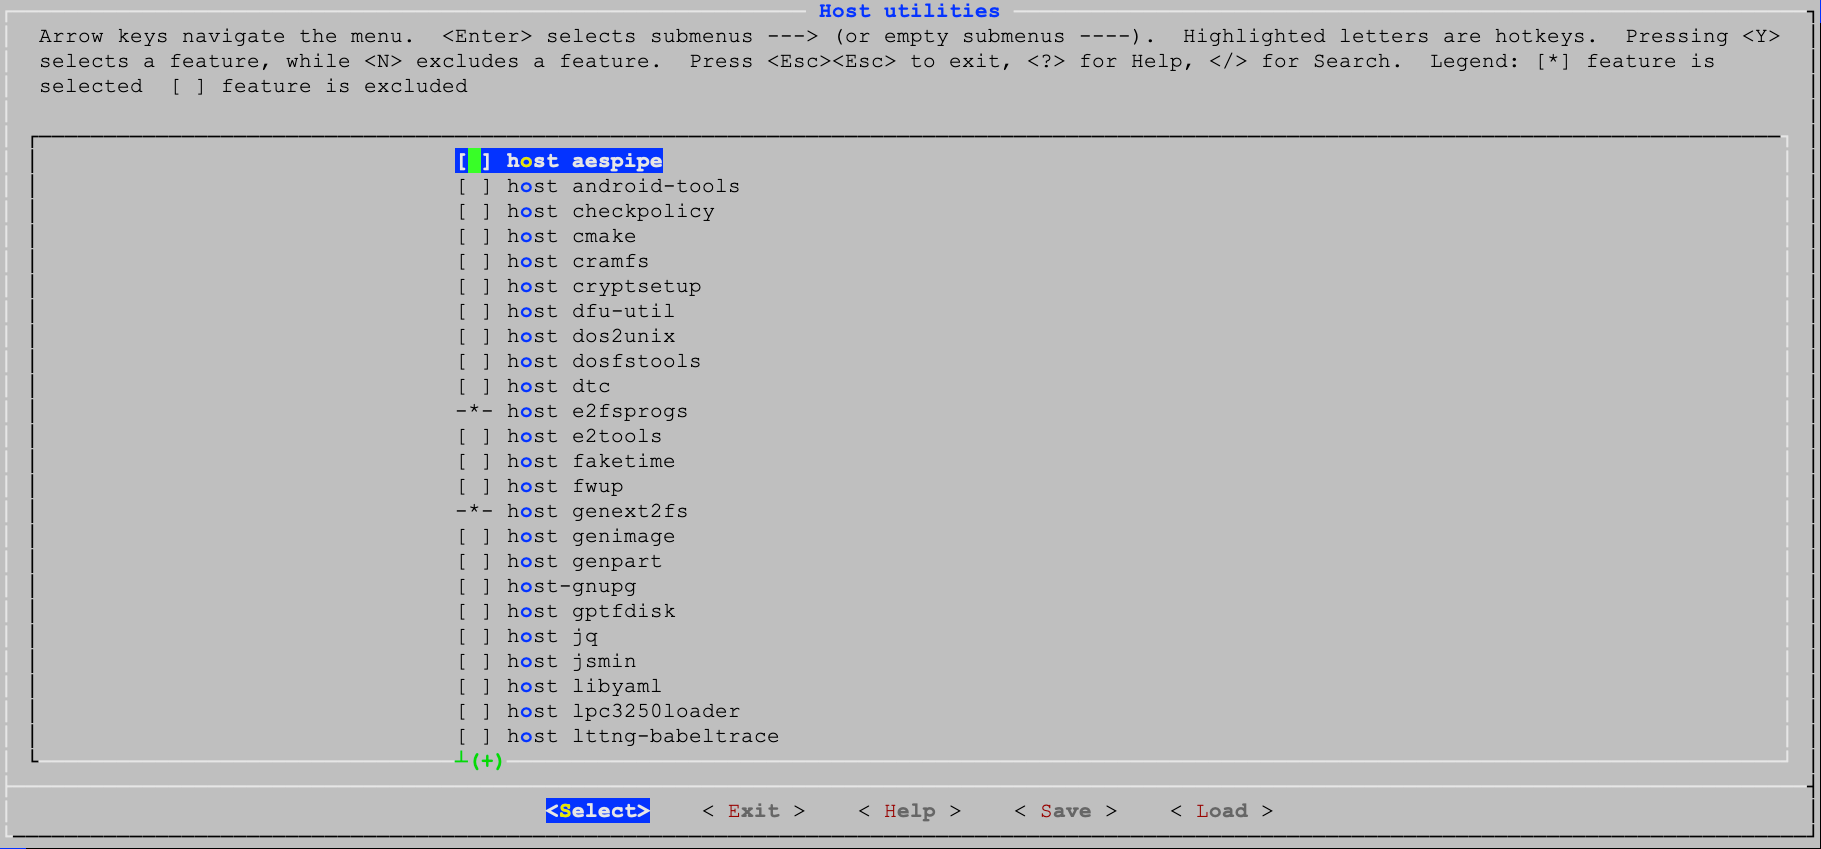 Host utilities
Arrow keys navigate the menu.  <Enter> selects submenus ---> (or empty submenus ----).  Highlighted letters are hotkeys.  Pressing <Y>
selects a feature, while <N> excludes a feature.  Press <Esc><Esc> to exit, <?> for Help, </> for Search.  Legend: [*] feature is
selected  [ ] feature is excluded
[ ] host aespipe
[ ] host android-tools
[ ] host checkpolicy
[ ] host cmake
[ ] host cramfs
[ ] host cryptsetup
[ ] host dfu-util
[ ] host dos2unix
[ ] host dosfstools
[ ] host dtc
-*- host e2fsprogs
[ ] host e2tools
[ ] host faketime
[ ] host fwup
-*- host genext2fs
[ ] host genimage
[ ] host genpart
[ ] host-gnupg
[ ] host gptfdisk
[ ] host jq
[ ] host jsmin
[ ] host libyaml
[ ] host lpc3250loader
[ ] host lttng-babeltrace
┴(+)
<Select>    < Exit >    < Help >    < Save >    < Load >